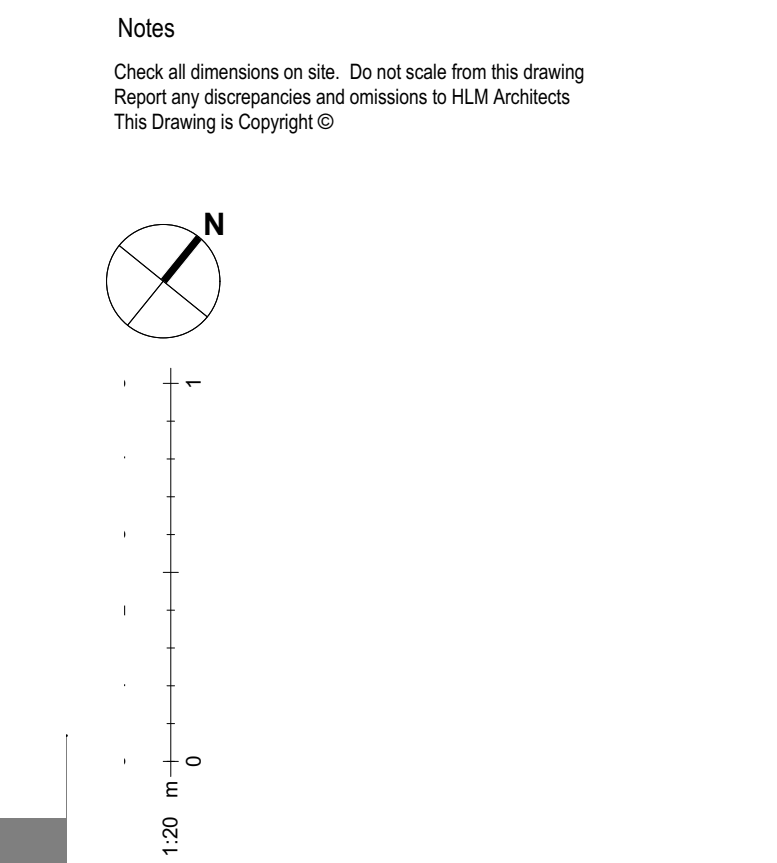 Notes
Check all dimensions on site. Do not scale from this drawing
Report any discrepancies and omissions to HLM Architects
This Drawing is Copyright ©
N
1:20 m 0 1